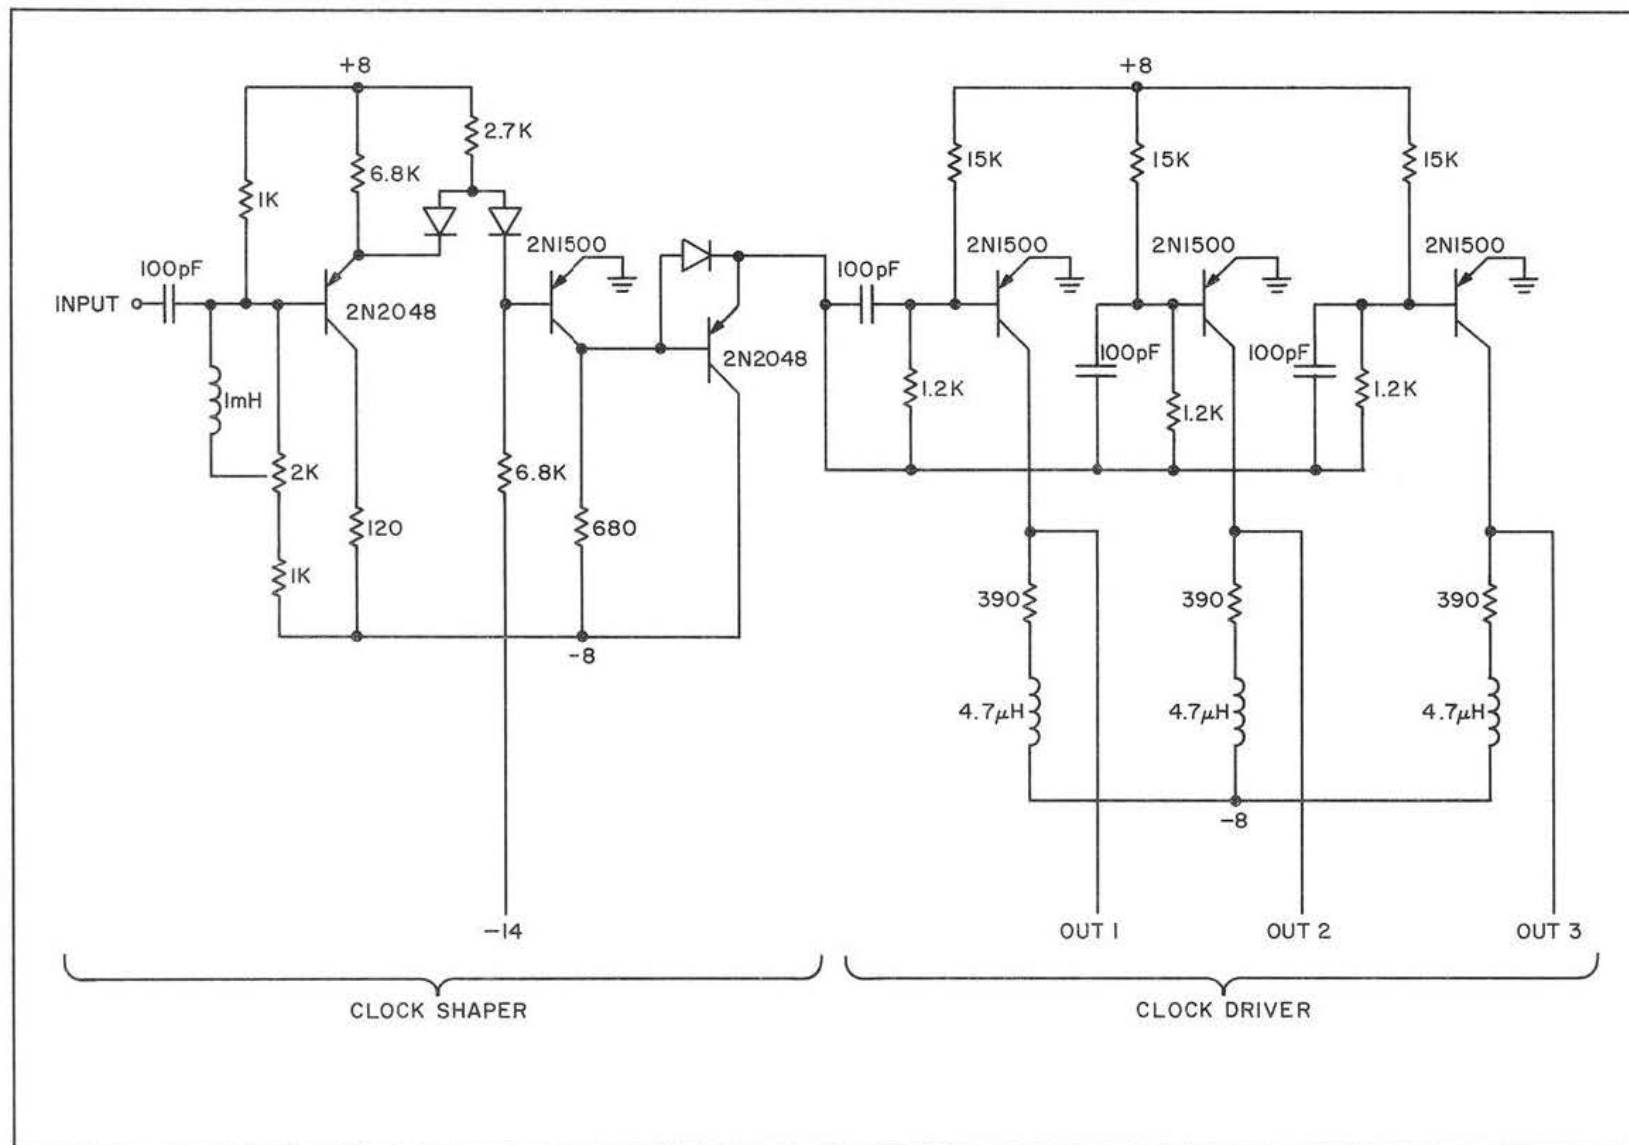 +8
+8
2.7K
15K
15K
15K
6.8K
1K
2N1500
2N1500
2N1500
2N1500
100pF
100pF
INPUT
2N2048
2N2048
100pF
100pF
1mH
1.2K
1.2K
1.2K
2K
6.8K
120
680
1K
390
390
390
-8
4.7μH
4.7μH
4.7μH
-8
-14
OUT 1
OUT 2
OUT 3
CLOCK SHAPER
CLOCK DRIVER